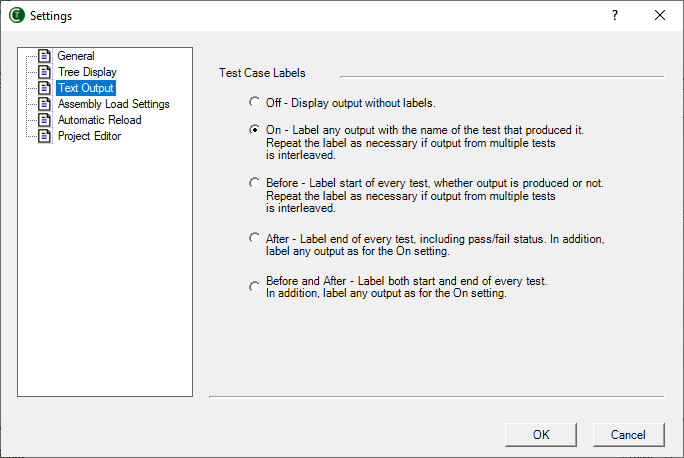 Settings
?
General
Tree Display
Text Output
Assembly Load Settings
Automatic Reload
Project Editor
Test Case Labels
Off - Display output without labels.
On - Label any output with the name of the test that produced it.
Repeat the label as necessary if output from multiple tests
is interleaved.
Before - Label start of every test, whether output is produced or not.
Repeat the label as necessary if output from multiple tests
is interleaved.
After - Label end of every test, including pass/fail status. In addition,
label any output as for the On setting.
Before and After - Label both start and end of every test.
In addition, label any output as for the On setting.
OK
Cancel